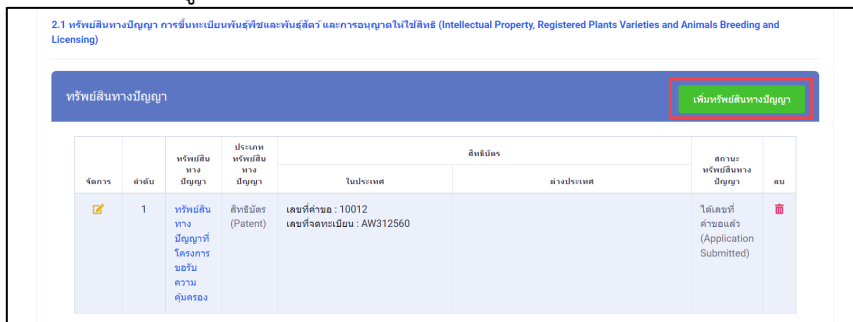 2.1 ทรัพย์สินทางปัญญา การขึ้นทะเบียนพันธุ์พืชและพันธุ์สัตว์ และการอนุญาตให้ใช้สิทธิ (Intellectual Property, Registered Plants Varieties and Animals Breeding and
Licensing)
ทรัพย์สินทางปัญญา
เพิ่มทรัพย์สินทางปัญญา
จัดการ
ลำดับ
ทรัพย์สิน
ทาง
ปัญญา
ประเภท
ทรัพย์สิน
ทาง
ปัญญา
สิทธิบัตร
ในประเทศ
ต่างประเทศ
สถานะ
ทรัพย์สินทาง
ปัญญา
ลบ
1
ทรัพย์สิน
ทาง
ปัญญาที่
โครงการ
ขอรับ
ความ
คุ้มครอง
สิทธิบัตร
(Patent)
เลขที่คำขอ : 10012
เลขที่จดทะเบียน : AW312560
ได้เลขที่
คำขอแล้ว
(Application
Submitted)